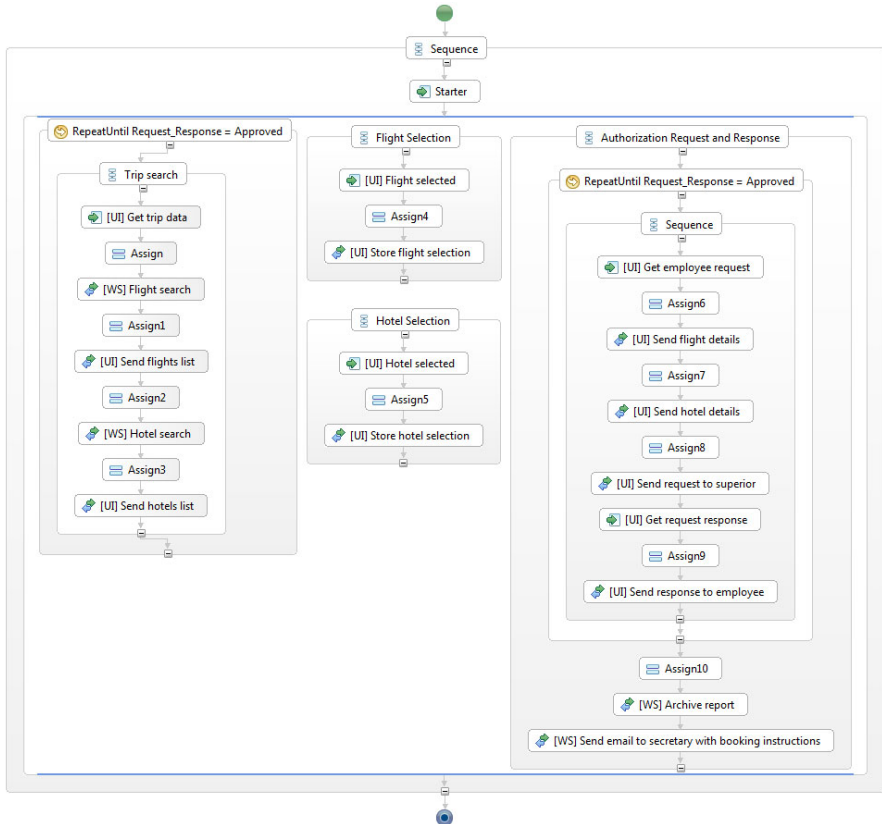 Sequence
Starter
RepeatUntil Request_Response = Approved
Trip search
[UI] Get trip data
Assign
[WS] Flight search
Assign1
[UI] Send flights list
Assign2
[WS] Hotel search
Assign3
[UI] Send hotels list
Flight Selection
[UI] Flight selected
Assign4
[UI] Store flight selection
Hotel Selection
[UI] Hotel selected
Assign5
[UI] Store hotel selection
Authorization Request and Response
RepeatUntil Request_Response = Approved
Sequence
[UI] Get employee request
Assign6
[UI] Send flight details
Assign7
[UI] Send hotel details
Assign8
[UI] Send request to superior
[UI] Get request response
Assign9
[UI] Send response to employee
Assign10
[WS] Archive report
[WS] Send email to secretary with booking instructions